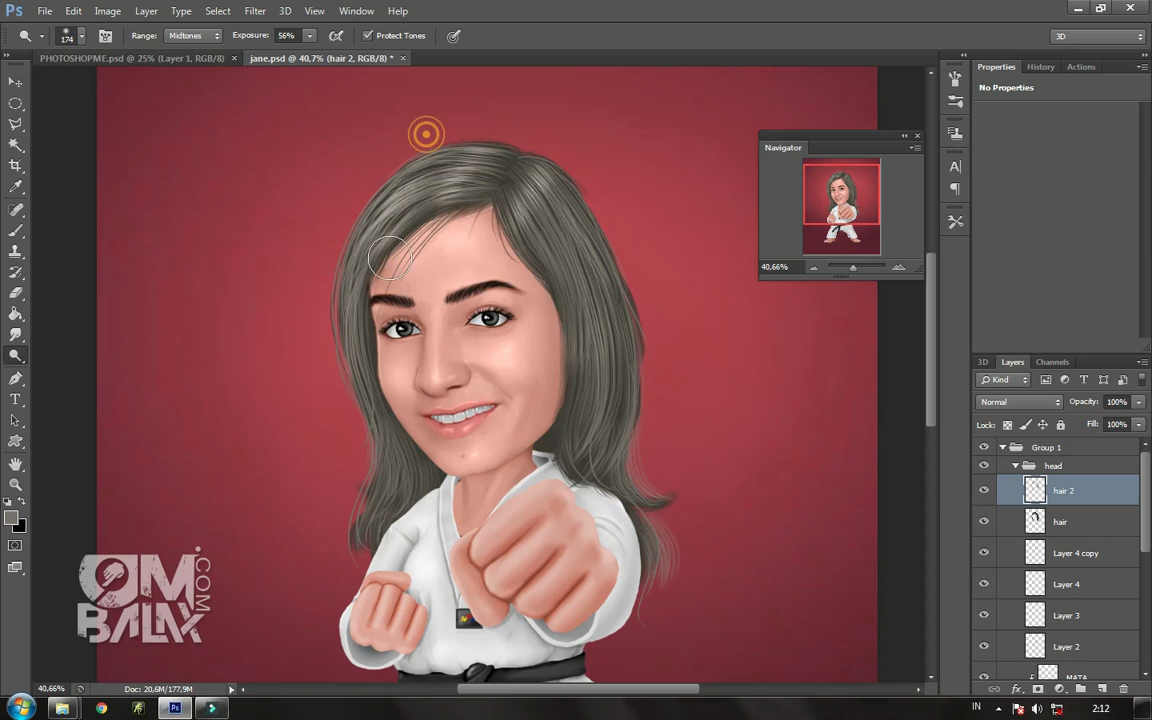 Ps File Edit Image Layer Type Select Filter 3D View Window Help
174 Range: Midtones Exposure: 56% Protect Tones 3D
PHOTOSHOPME.psd @ 25% (Layer 1, RGB/8) × jane.psd @ 40,7% (hair 2, RGB/8) * ×
Properties History Actions
No Properties
Navigator
40,66%
3D Layers Channels
Kind
Normal Opacity: 100%
Lock: Fill: 100%
Group 1
head
hair 2
hair
Layer 4 copy
Layer 4
Layer 3
Layer 2
MATA
OM
BALAX
.COM
40,66% Doc: 20,6M/177,9M
IN 2:12